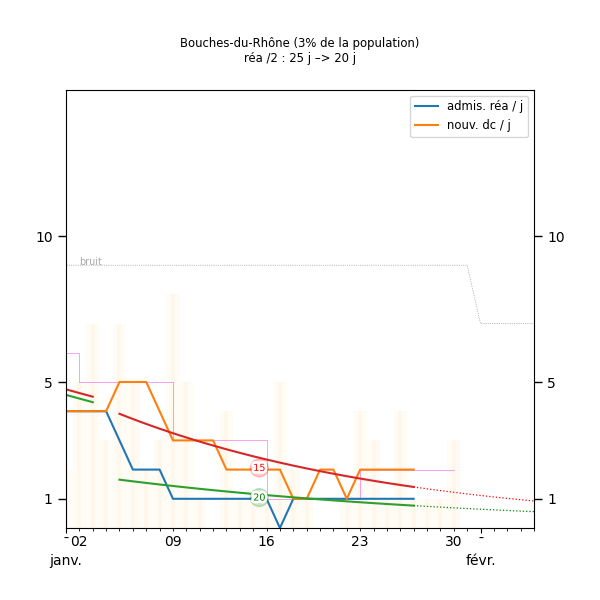 Bouches-du-Rhône (3% de la population)
réa /2 : 25 j –> 20 j
admis. réa / j
nouv. dc / j
10
10
bruit
5
5
15
20
1
1
02
09
16
23
30
janv.
févr.